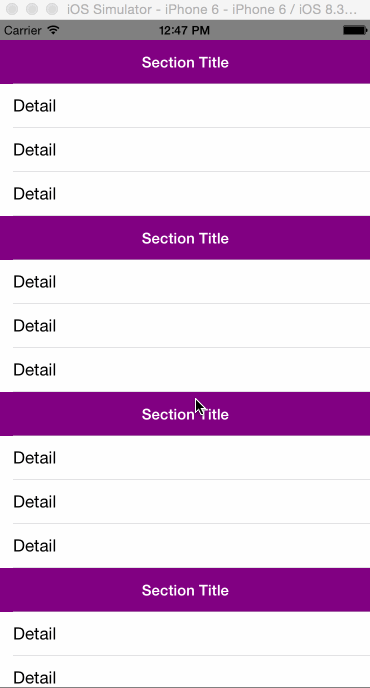 iOS Simulator - iPhone 6 - iPhone 6 / iOS 8.3...
Carrier 12:47 PM
Section Title
Detail
Detail
Detail
Section Title
Detail
Detail
Detail
Section Title
Detail
Detail
Detail
Section Title
Detail
Detail